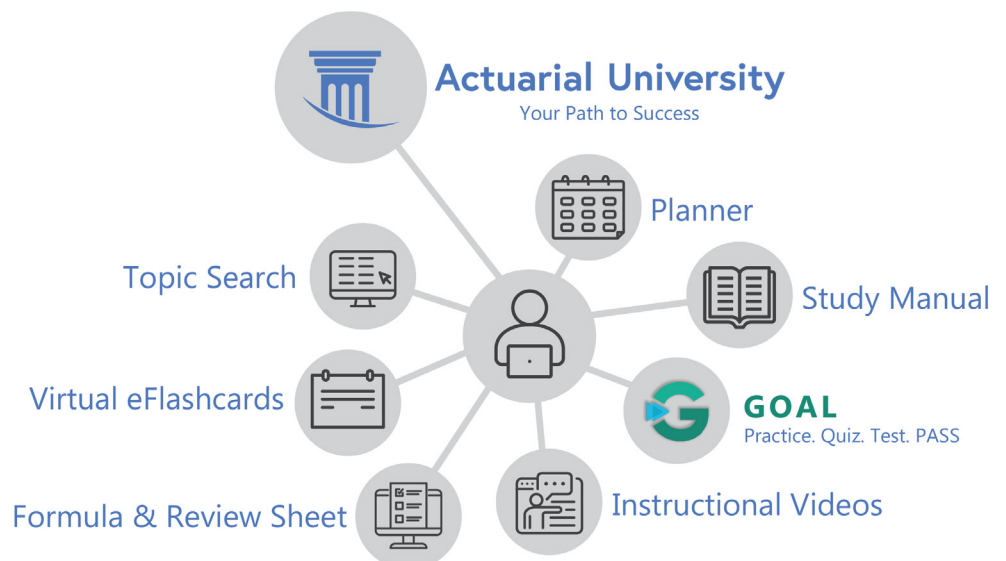 Actuarial University
Your Path to Success
Planner
Topic Search
Study Manual
Virtual eFlashcards
GOAL
Practice. Quiz. Test. PASS
Formula & Review Sheet
Instructional Videos